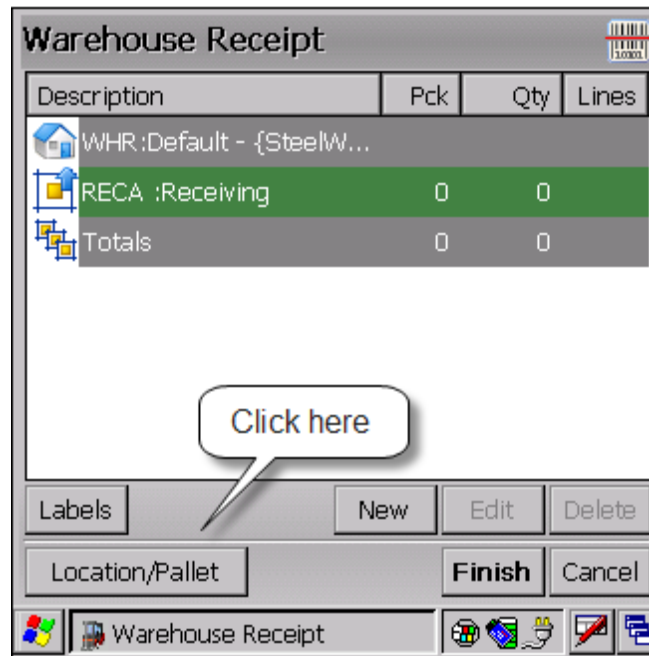 Warehouse Receipt
Description Pck Qty Lines
WHR:Default - {SteelW...
RECA :Receiving 0 0
Totals 0 0
Click here
Labels New Edit Delete
Location/Pallet Finish Cancel
Warehouse Receipt